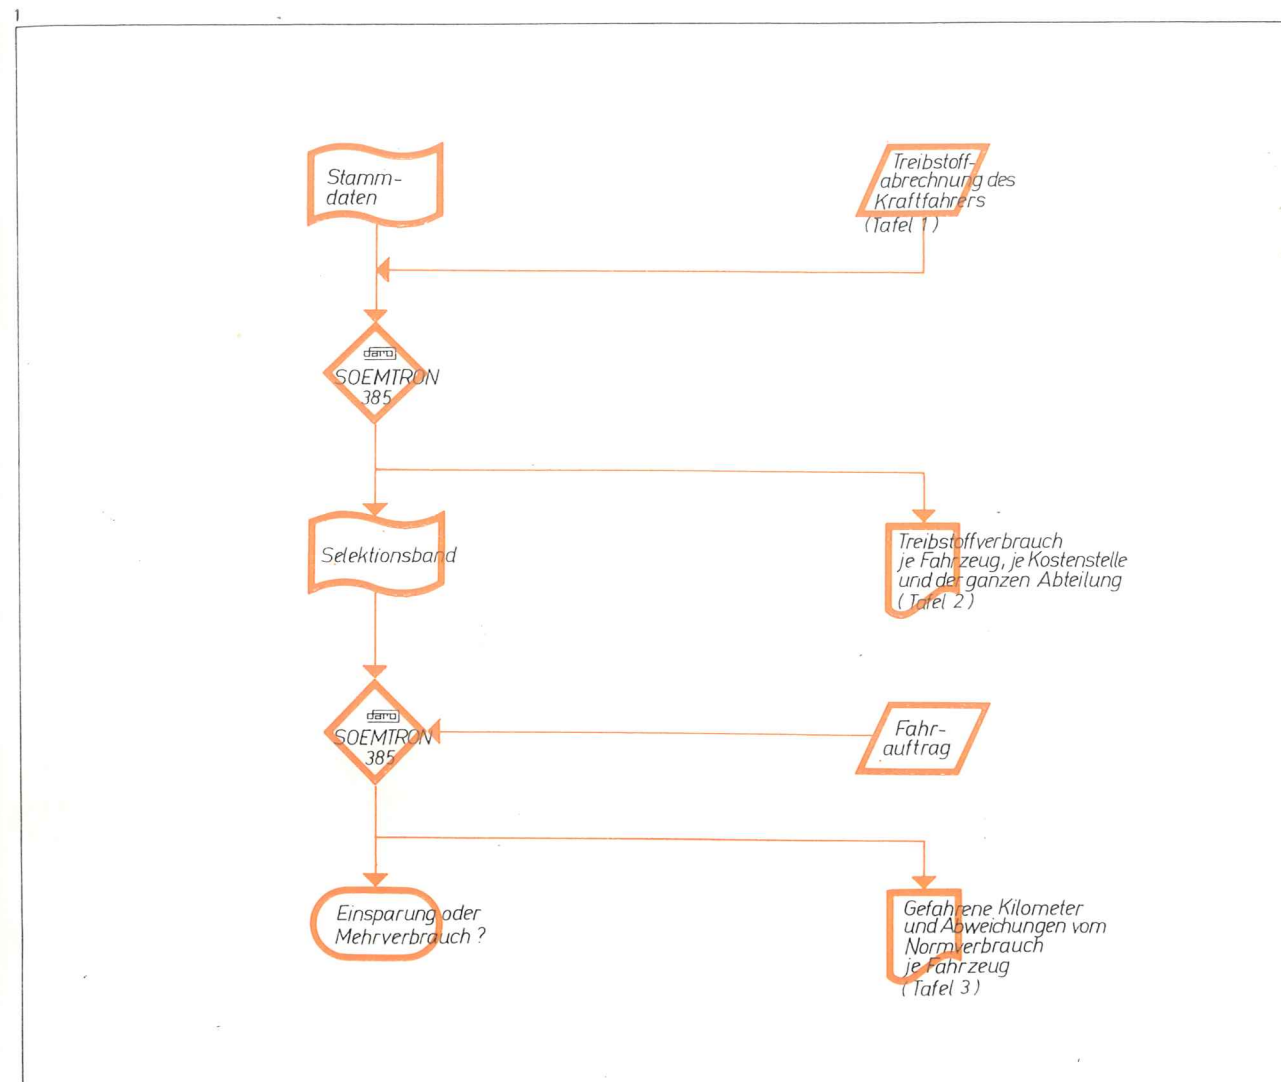 1
Stamm-
daten
Treibstoff-
abrechnung des
Kraftfahrers
(Tafel 1)
daro
SOEMTRON
385
Selektionsband
Treibstoffverbrauch
je Fahrzeug, je Kostenstelle
und der ganzen Abteilung
(Tafel 2)
daro
SOEMTRON
385
Fahr-
auftrag
Einsparung oder
Mehrverbrauch ?
Gefahrene Kilometer
und Abweichungen vom
Normverbrauch
je Fahrzeug
(Tafel 3)